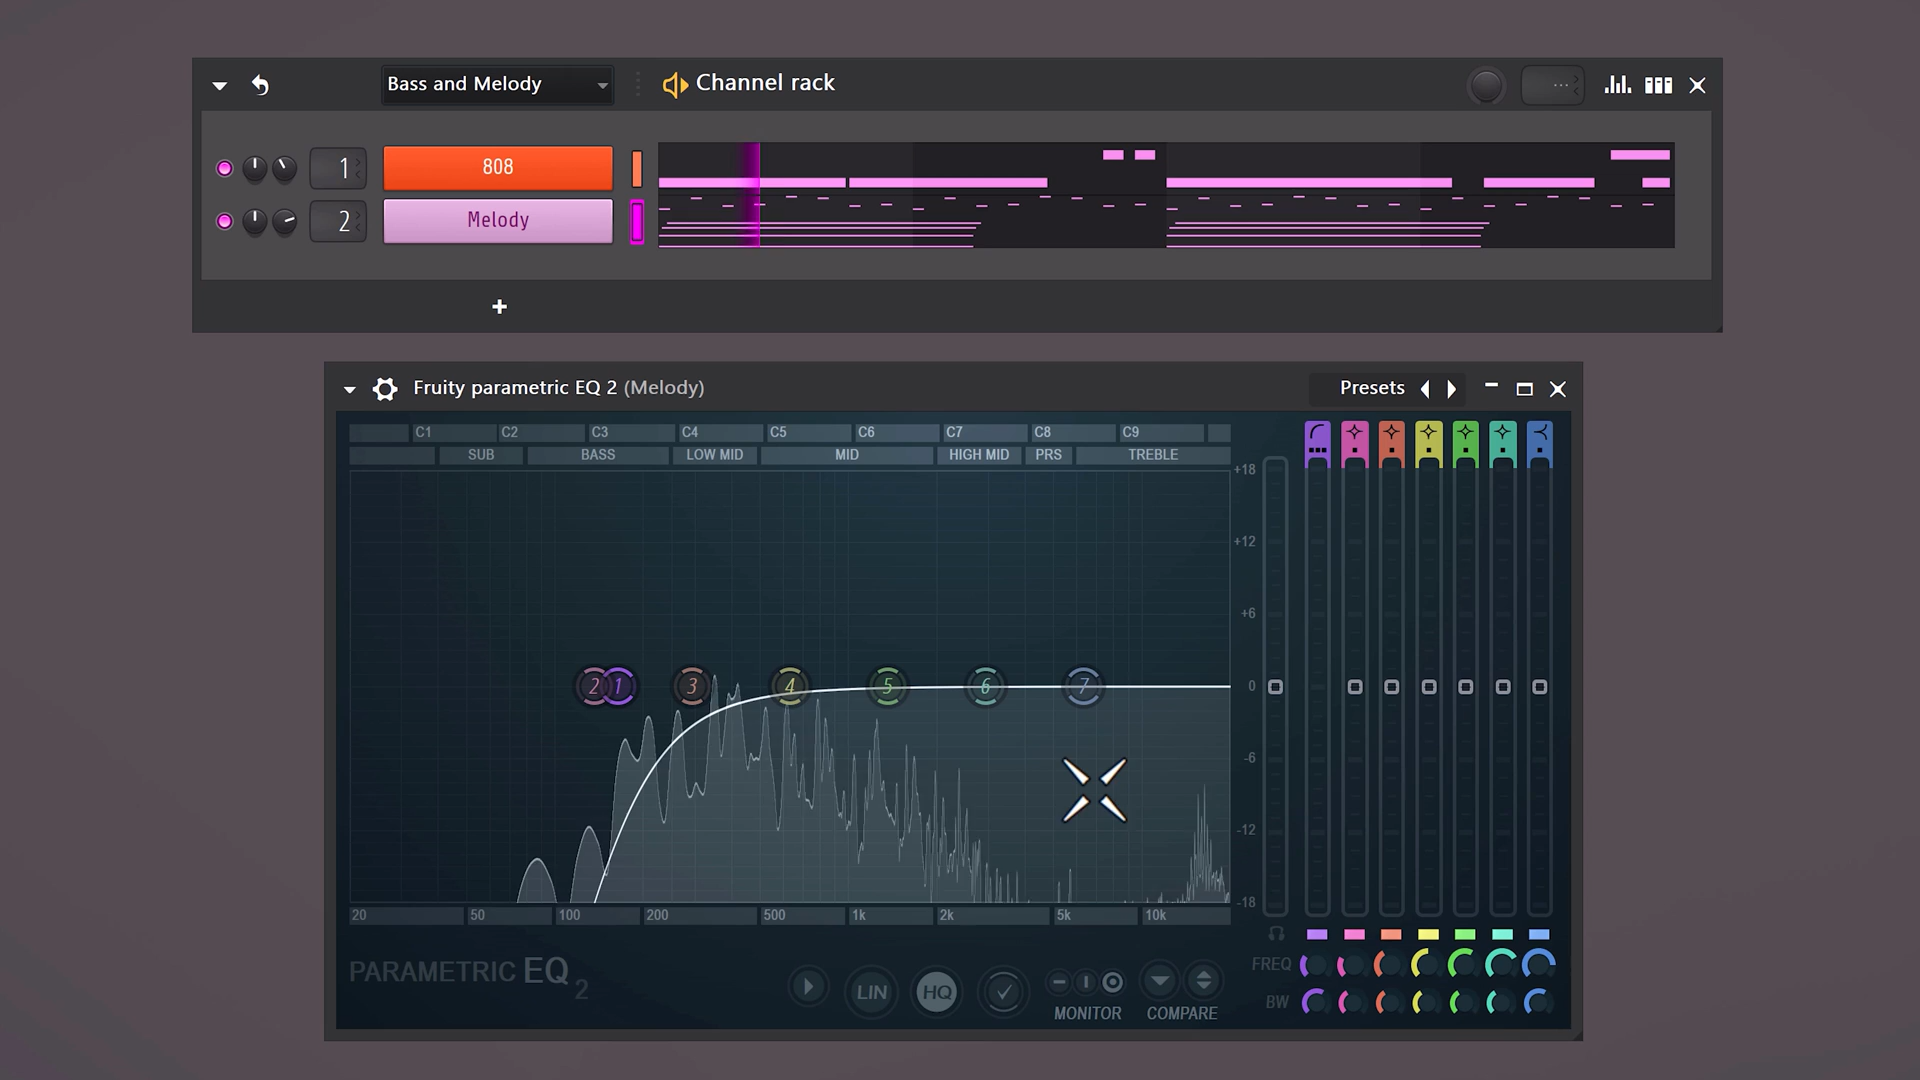 Bass and Melody
Channel rack
1 808
2 Melody
Fruity parametric EQ 2 (Melody)
Presets
C1 C2 C3 C4 C5 C6 C7 C8 C9
SUB BASS LOW MID MID HIGH MID PRS TREBLE
+18
+12
+6
2 1 3 4 5 6 7
0
-6
-12
-18
20 50 100 200 500 1k 2k 5k 10k
PARAMETRIC EQ 2
LIN
HQ
MONITOR
COMPARE
FREQ
BW